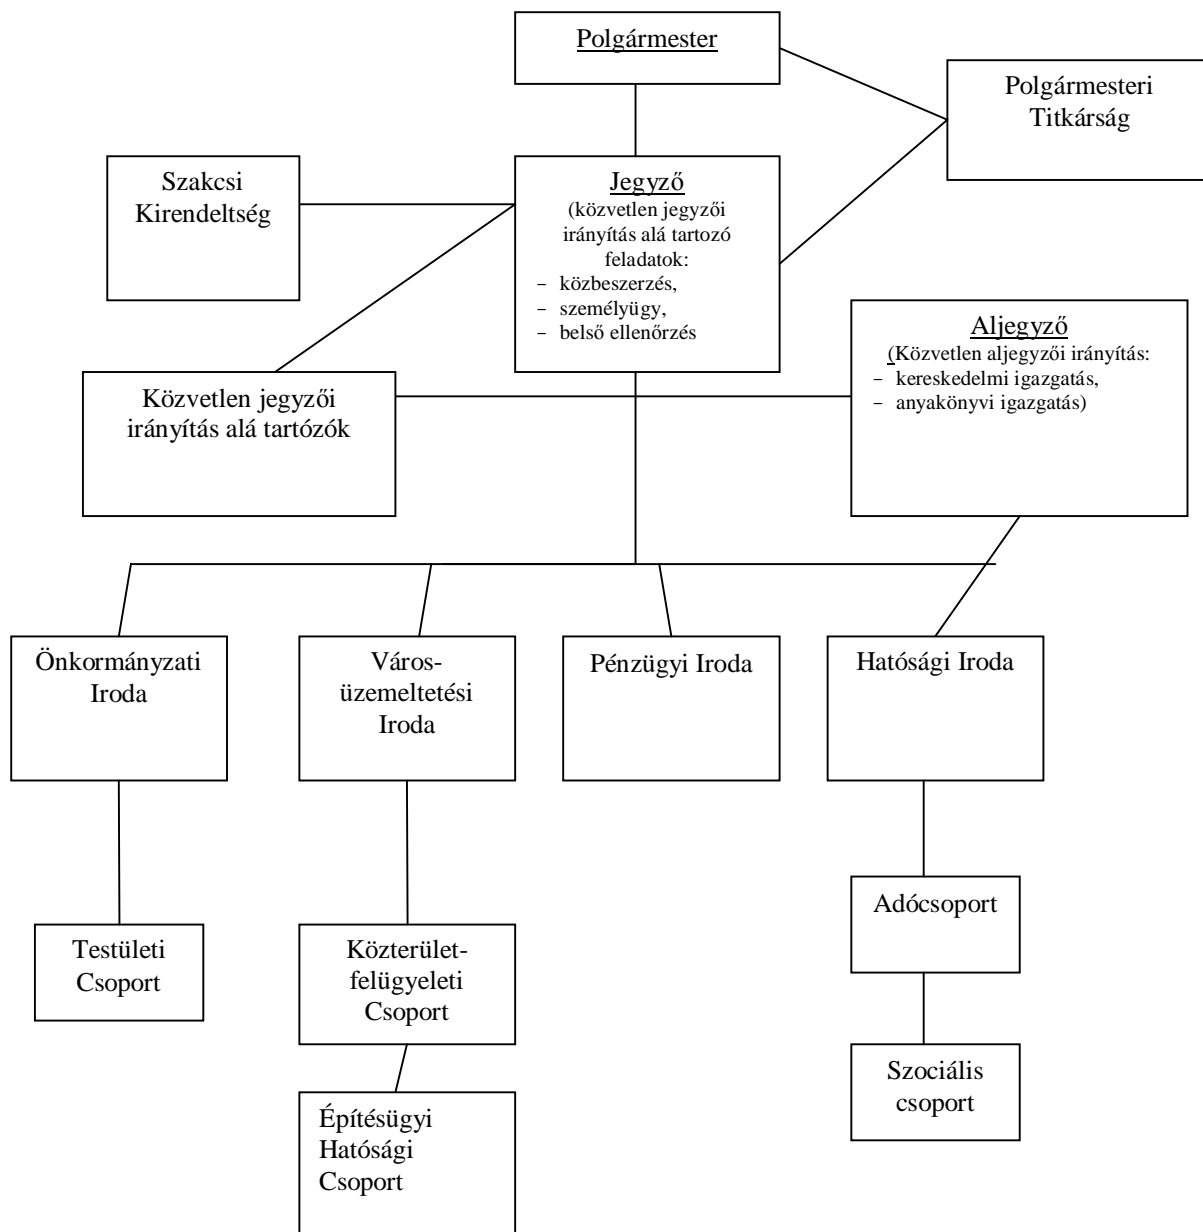 Polgármester
Polgármesteri
Titkárság
Szakcsi
Kirendeltség
Jegyző
(közvetlen jegyzői
irányítás alá tartozó
feladatok:
- közbeszerzés,
- személyügy,
- belső ellenőrzés
Aljegyző
(Közvetlen aljegyzői irányítás:
- kereskedelmi igazgatás,
- anyakönyvi igazgatás)
Közvetlen jegyzői
irányítás alá tartózók
Önkormányzati
Iroda
Város-
üzemeltetési
Iroda
Pénzügyi Iroda
Hatósági Iroda
Adócsoport
Testületi
Csoport
Közterület-
felügyeleti
Csoport
Szociális
csoport
Építésügyi
Hatósági
Csoport